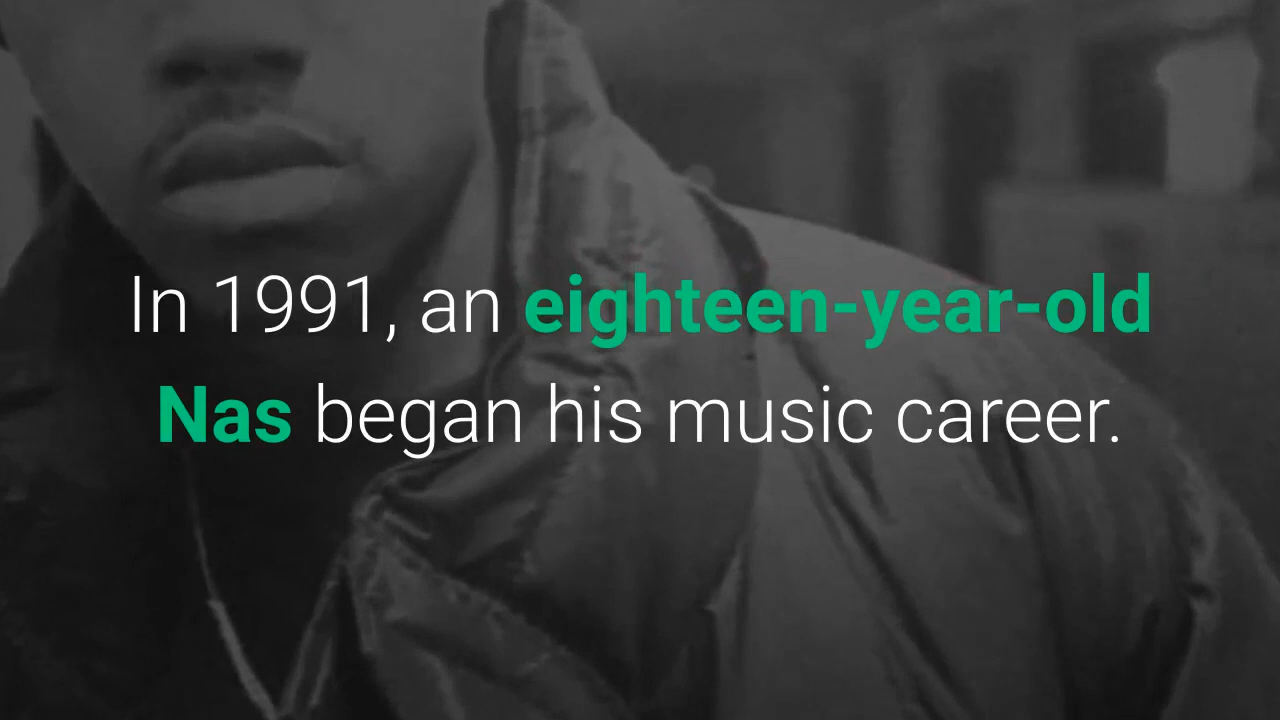 In 1991, an eighteen-year-old
Nas began his music career.